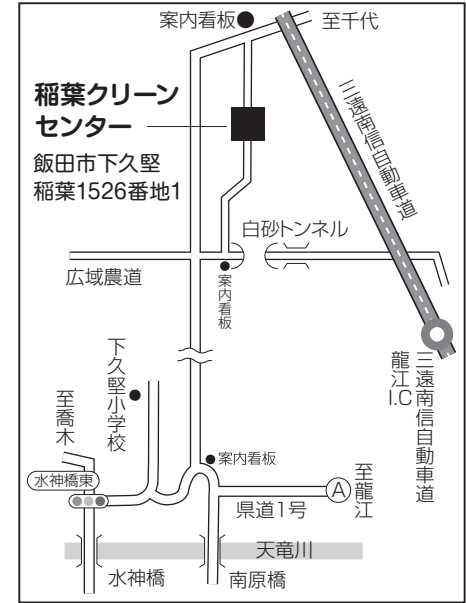 案内看板
至千代
稲葉クリーン
センター
飯田市下久堅
稲葉1526番地1
三遠南信自動車道
白砂トンネル
広域農道
案内看板
下久堅小学校
至喬木
三遠南信自動車道
龍江I.C
案内看板
至龍江
水神橋東
A
県道1号
天竜川
水神橋
南原橋